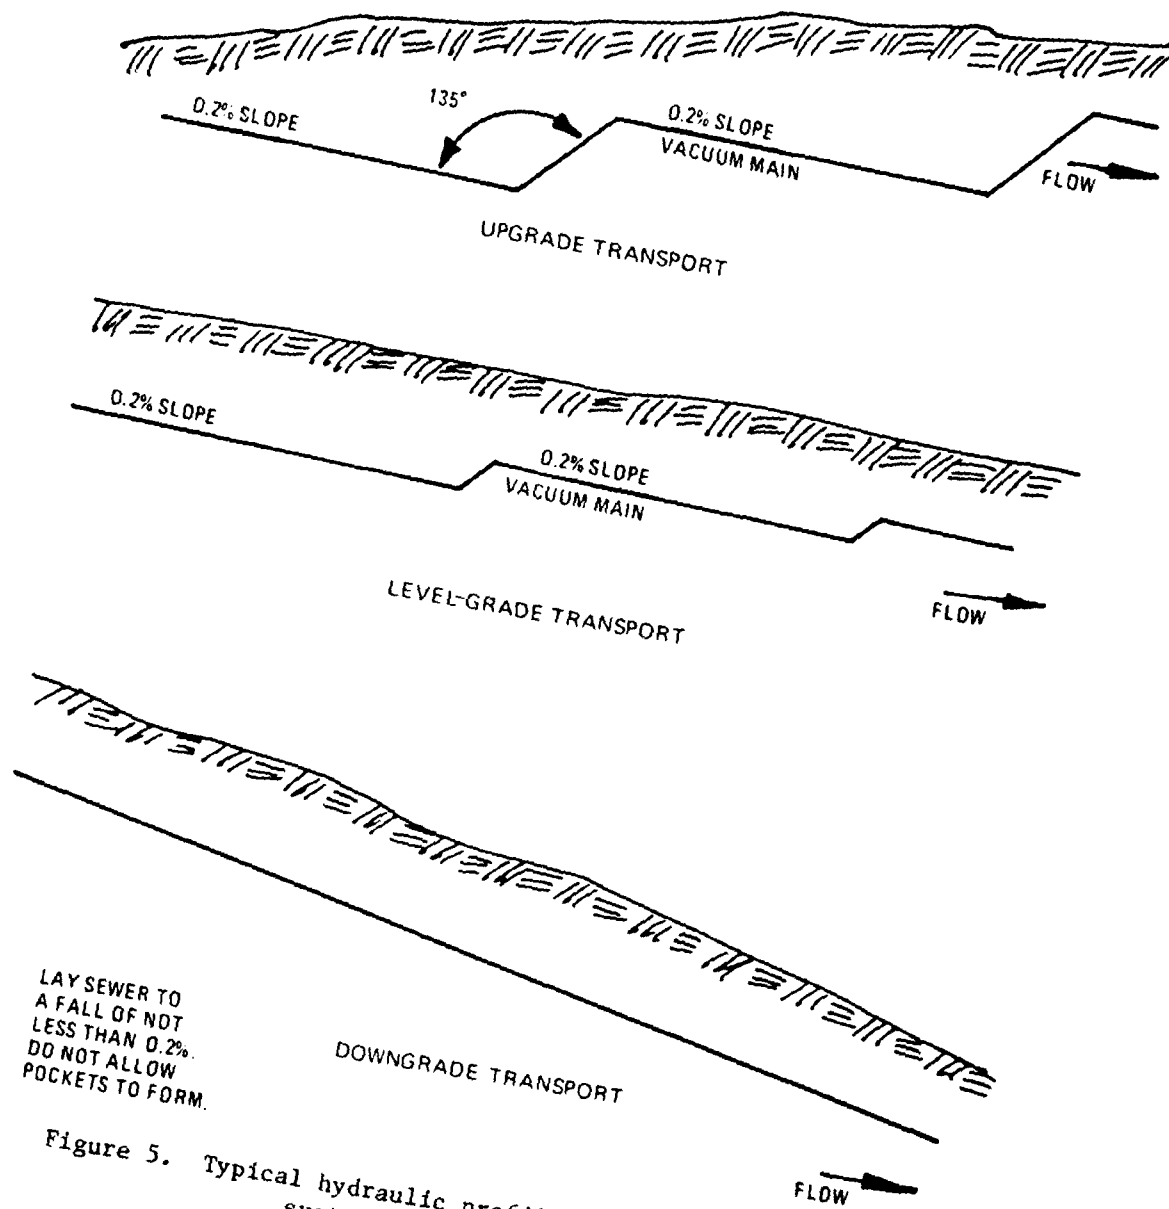 0.2% SLOPE
135°
0.2% SLOPE
VACUUM MAIN
FLOW
UPGRADE TRANSPORT
0.2% SLOPE
0.2% SLOPE
VACUUM MAIN
FLOW
LEVEL-GRADE TRANSPORT
LAY SEWER TO
A FALL OF NOT
LESS THAN 0.2%.
DO NOT ALLOW
POCKETS TO FORM.
DOWNGRADE TRANSPORT
FLOW
Figure 5. Typical hydraulic